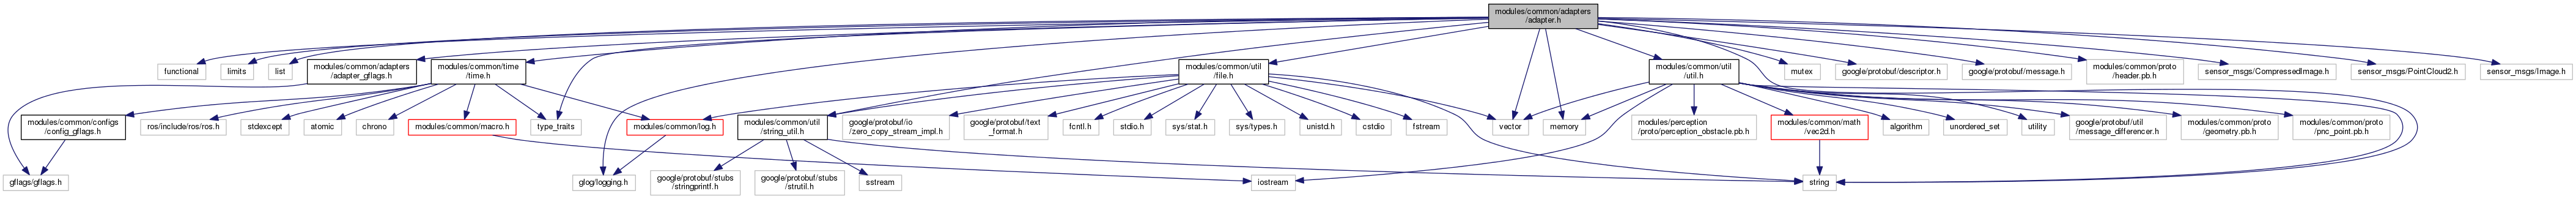 modules/common/adapters
/adapter.h
functional
limits
list
modules/common/adapters
/adapter_gflags.h
modules/common/time
/time.h
modules/common/util
/file.h
modules/common/util
/util.h
mutex
google/protobuf/descriptor.h
google/protobuf/message.h
modules/common/proto
/header.pb.h
sensor_msgs/CompressedImage.h
sensor_msgs/PointCloud2.h
sensor_msgs/Image.h
modules/common/configs
/config_gflags.h
ros/include/ros/ros.h
stdexcept
atomic
chrono
modules/common/macro.h
type_traits
modules/common/log.h
modules/common/util
/string_util.h
google/protobuf/io
/zero_copy_stream_impl.h
google/protobuf/text
_format.h
fcntl.h
stdio.h
sys/stat.h
sys/types.h
unistd.h
cstdio
fstream
vector
memory
modules/perception
/proto/perception_obstacle.pb.h
modules/common/math
/vec2d.h
algorithm
unordered_set
utility
google/protobuf/util
/message_differencer.h
modules/common/proto
/geometry.pb.h
modules/common/proto
/pnc_point.pb.h
gflags/gflags.h
glog/logging.h
google/protobuf/stubs
/stringprintf.h
google/protobuf/stubs
/strutil.h
sstream
iostream
string